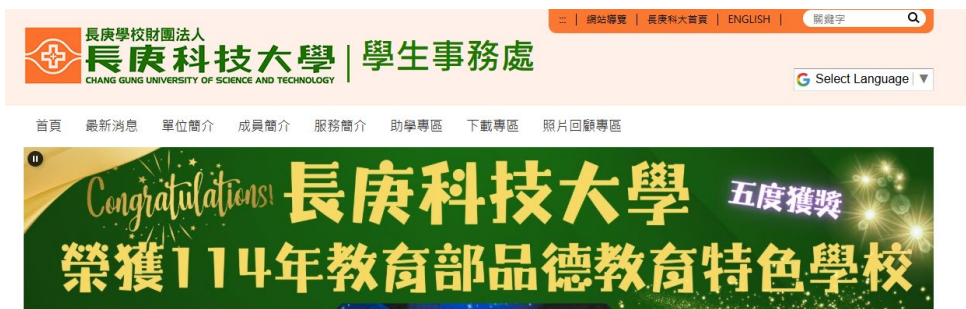 ::: | 網站導覽 | 長庚科大首頁 | ENGLISH |
關鍵字
長庚學校財團法人
長庚科技大學|學生事務處
CHANG GUNG UNIVERSITY OF SCIENCE AND TECHNOLOGY
G Select Language ▼
首頁 最新消息 單位簡介 成員簡介 服務簡介 助學專區 下載專區 照片回顧專區
Congratulations! 長庚科技大學 五度獲獎
榮獲114年教育部品德教育特色學校